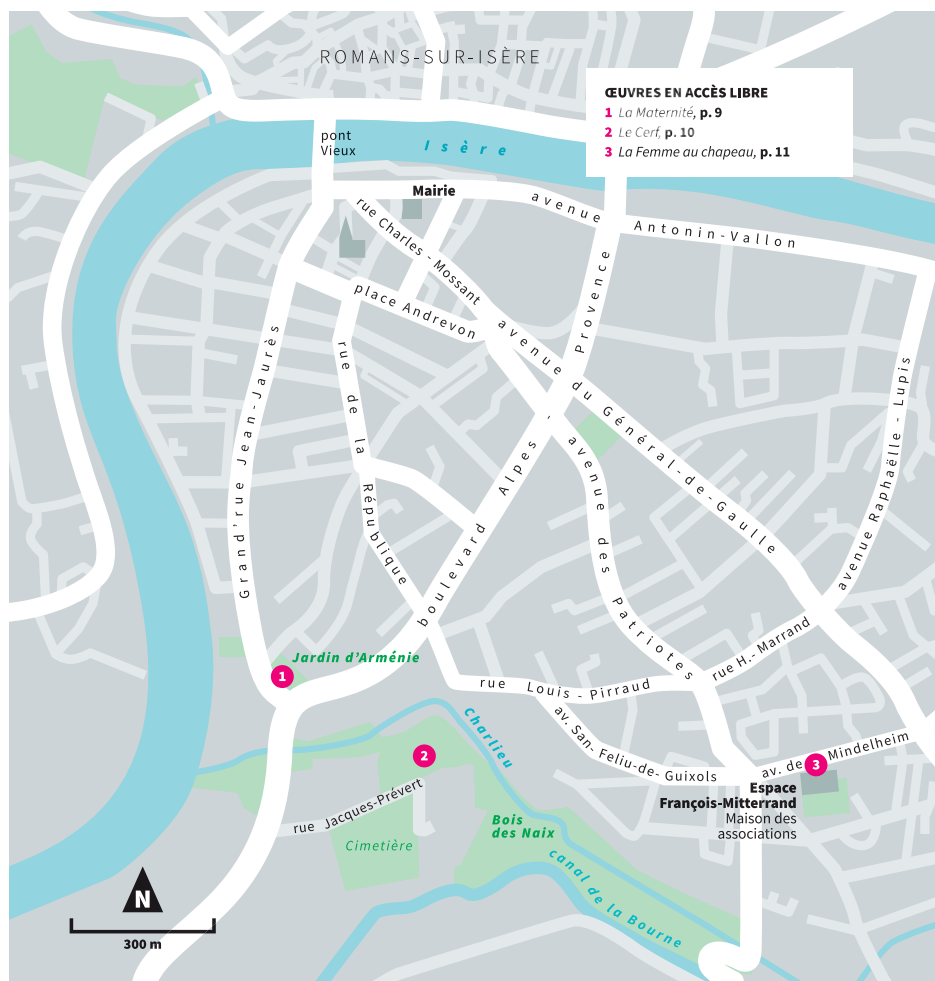 ROMANS-SUR-ISÈRE
ŒUVRES EN ACCÈS LIBRE
1 La Maternité, p. 9
2 Le Cerf, p. 10
3 La Femme au chapeau, p. 11
pont
Vieux
Isère
Mairie
avenue Antonin-Vallon
rue Charles-Mossant
place Andrevon
avenue du Général-de-Gaulle
boulevard Alpes - Provence
Grand'rue Jean-Jaurès
rue de la République
avenue des Patriotes
avenue Raphaëlle-Lupis
rue H.-Marrand
Jardin d'Arménie
1
rue Louis-Pirraud
av. San-Feliu-de-Guixols
av. de Mindelheim
3
Charlieu
2
Espace
François-Mitterrand
Maison des
associations
rue Jacques-Prévert
Bois
des Naix
Cimetière
canal de la Bourne
N
300 m